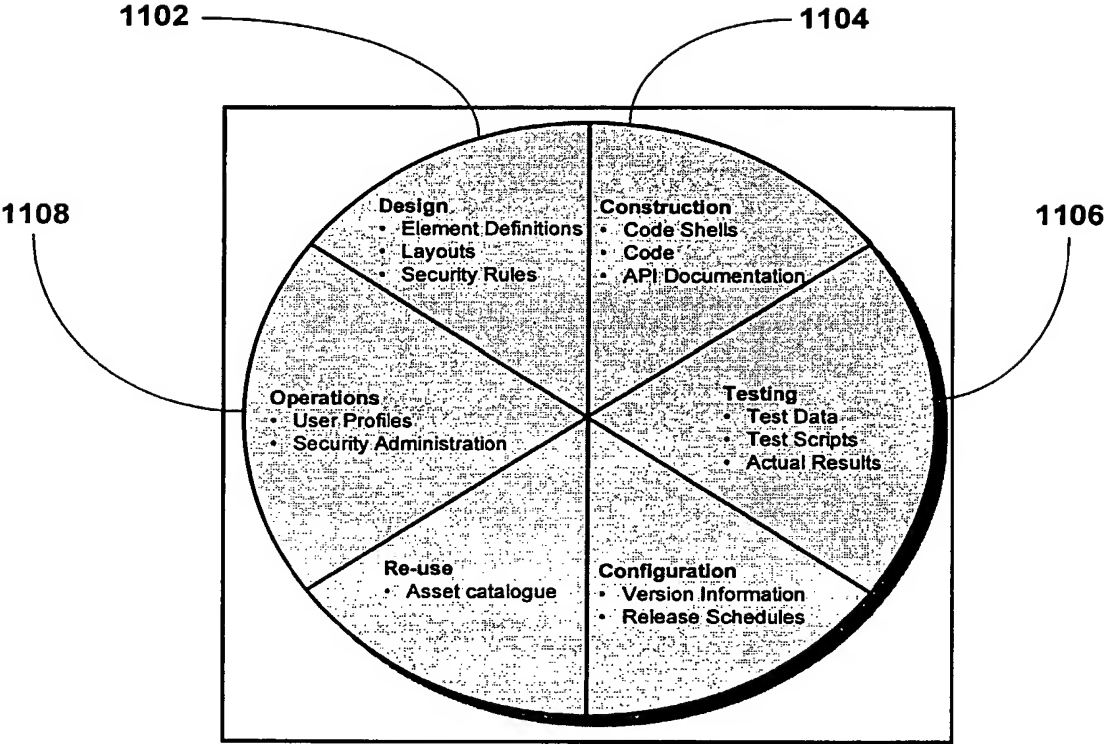 1102
1104
1108
1106
Design
• Element Definitions
• Layouts
• Security Rules
Construction
• Code Shells
• Code
• API Documentation
Operations
• User Profiles
• Security Administration
Testing
• Test Data
• Test Scripts
• Actual Results
Re-use
• Asset catalogue
Configuration
• Version Information
• Release Schedules